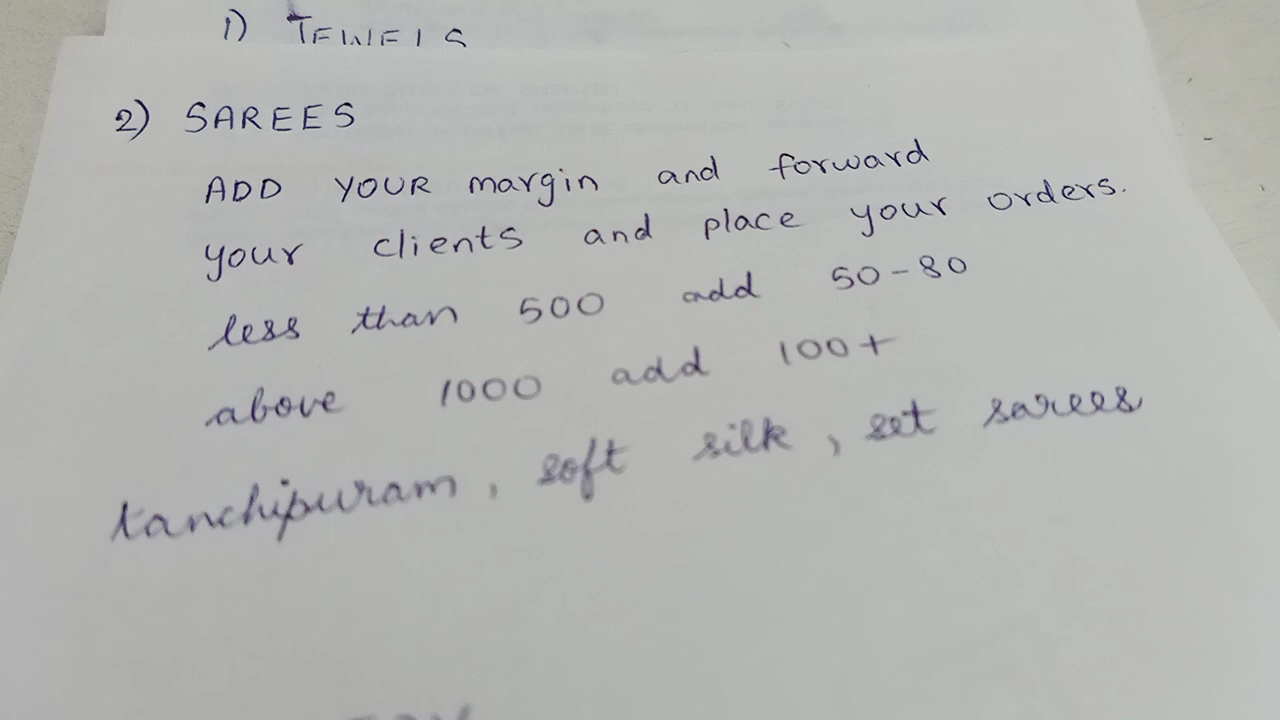 1) JEWELS
2) SAREES
ADD YOUR margin and forward
your clients and place your orders.
less than 500 add 50-80
above 1000 add 100+
kanchipuram, soft silk, set sarees